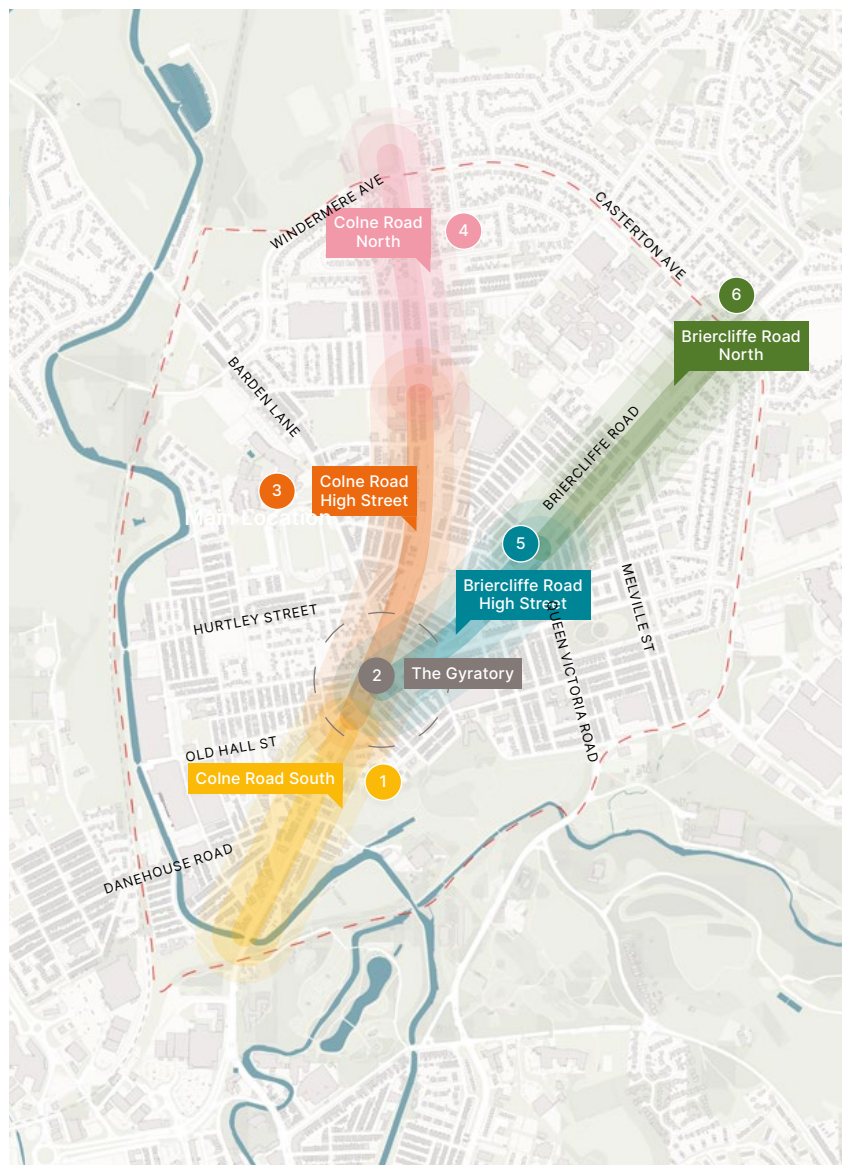 WINDERMERE AVE
CASTERTON AVE
Colne Road
North
4
6
Briercliffe Road
North
BARDEN LANE
BRIERCLIFFE ROAD
3
Colne Road
High Street
Main Location
5
Briercliffe Road
High Street
MELVILLE ST
HURTLEY STREET
QUEEN VICTORIA ROAD
2
The Gyratory
OLD HALL ST
Colne Road South
1
DANEHOUSE ROAD